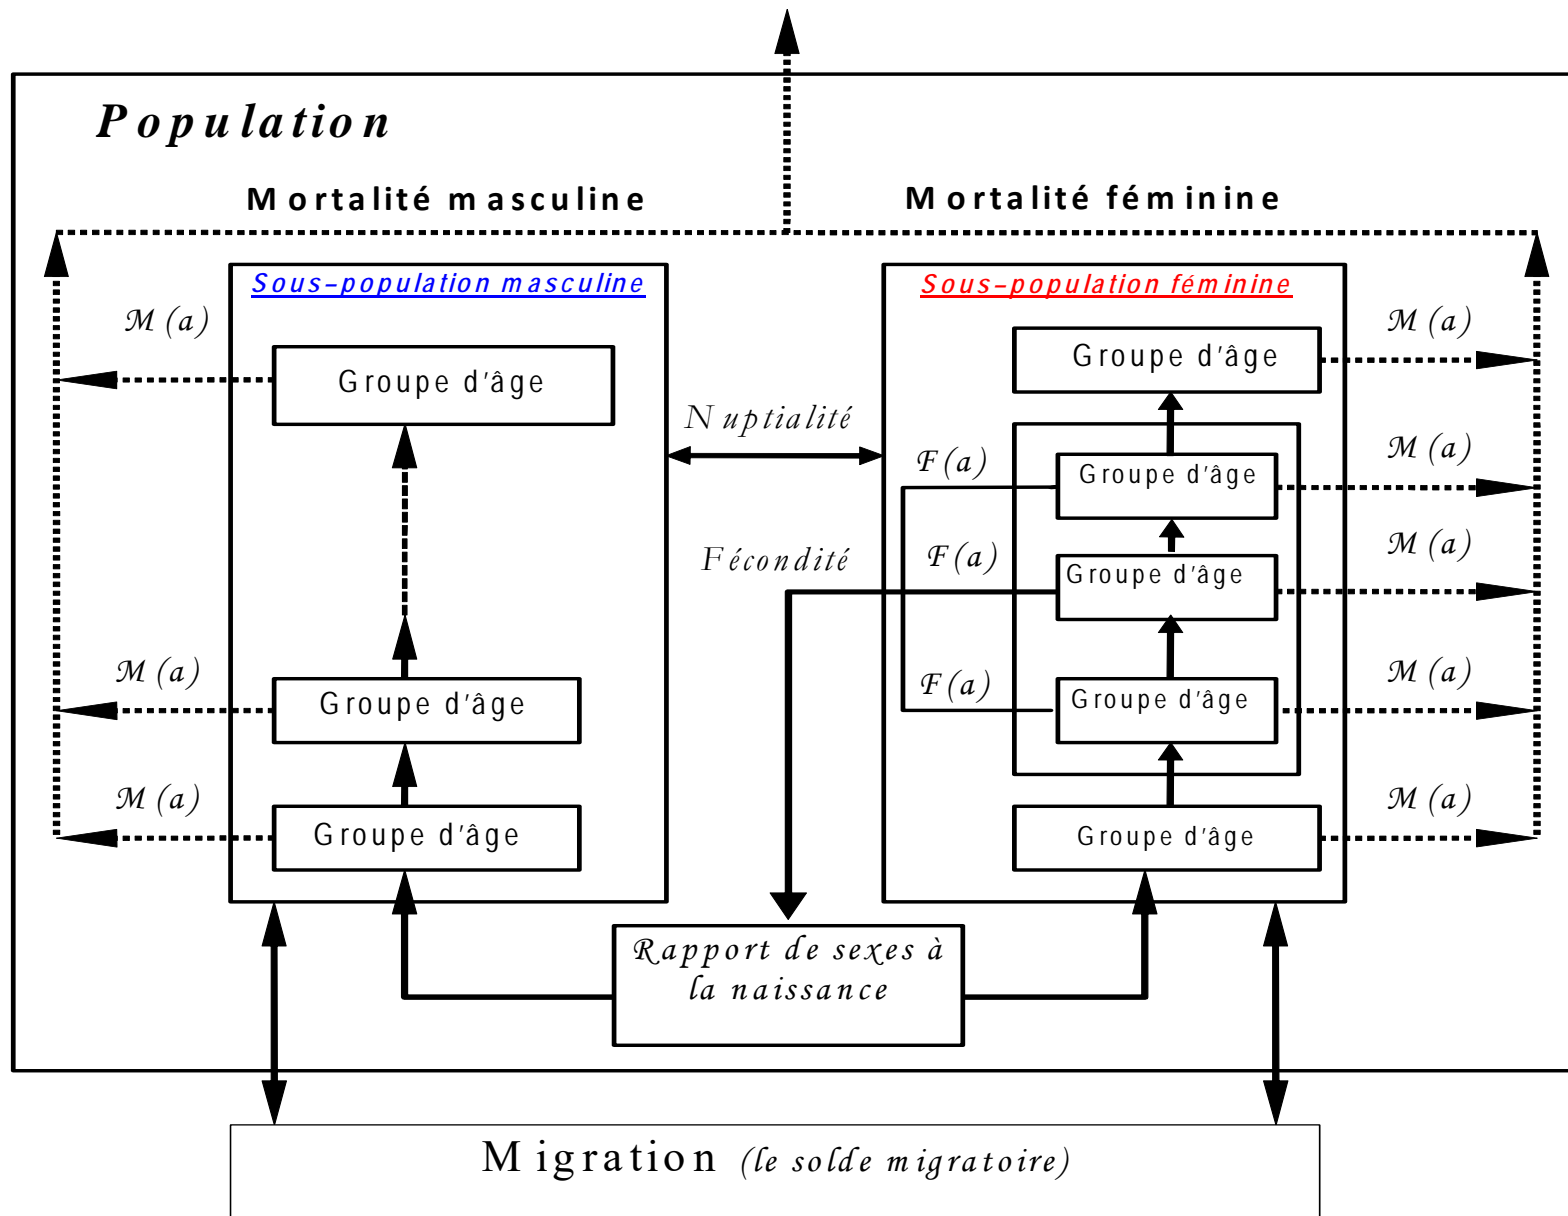 Population
Mortalité masculine
Mortalité féminine
Sous-population masculine
Sous-population féminine
M (a)
Groupe d'âge
Groupe d'âge
M (a)
Nuptialité
F(a)
Groupe d'âge
M (a)
Fécondité
F(a)
Groupe d'âge
M (a)
M (a)
Groupe d'âge
F(a)
Groupe d'âge
M (a)
M (a)
Groupe d'âge
Groupe d'âge
M (a)
Rapport de sexes à
la naissance
Migration (le solde migratoire)